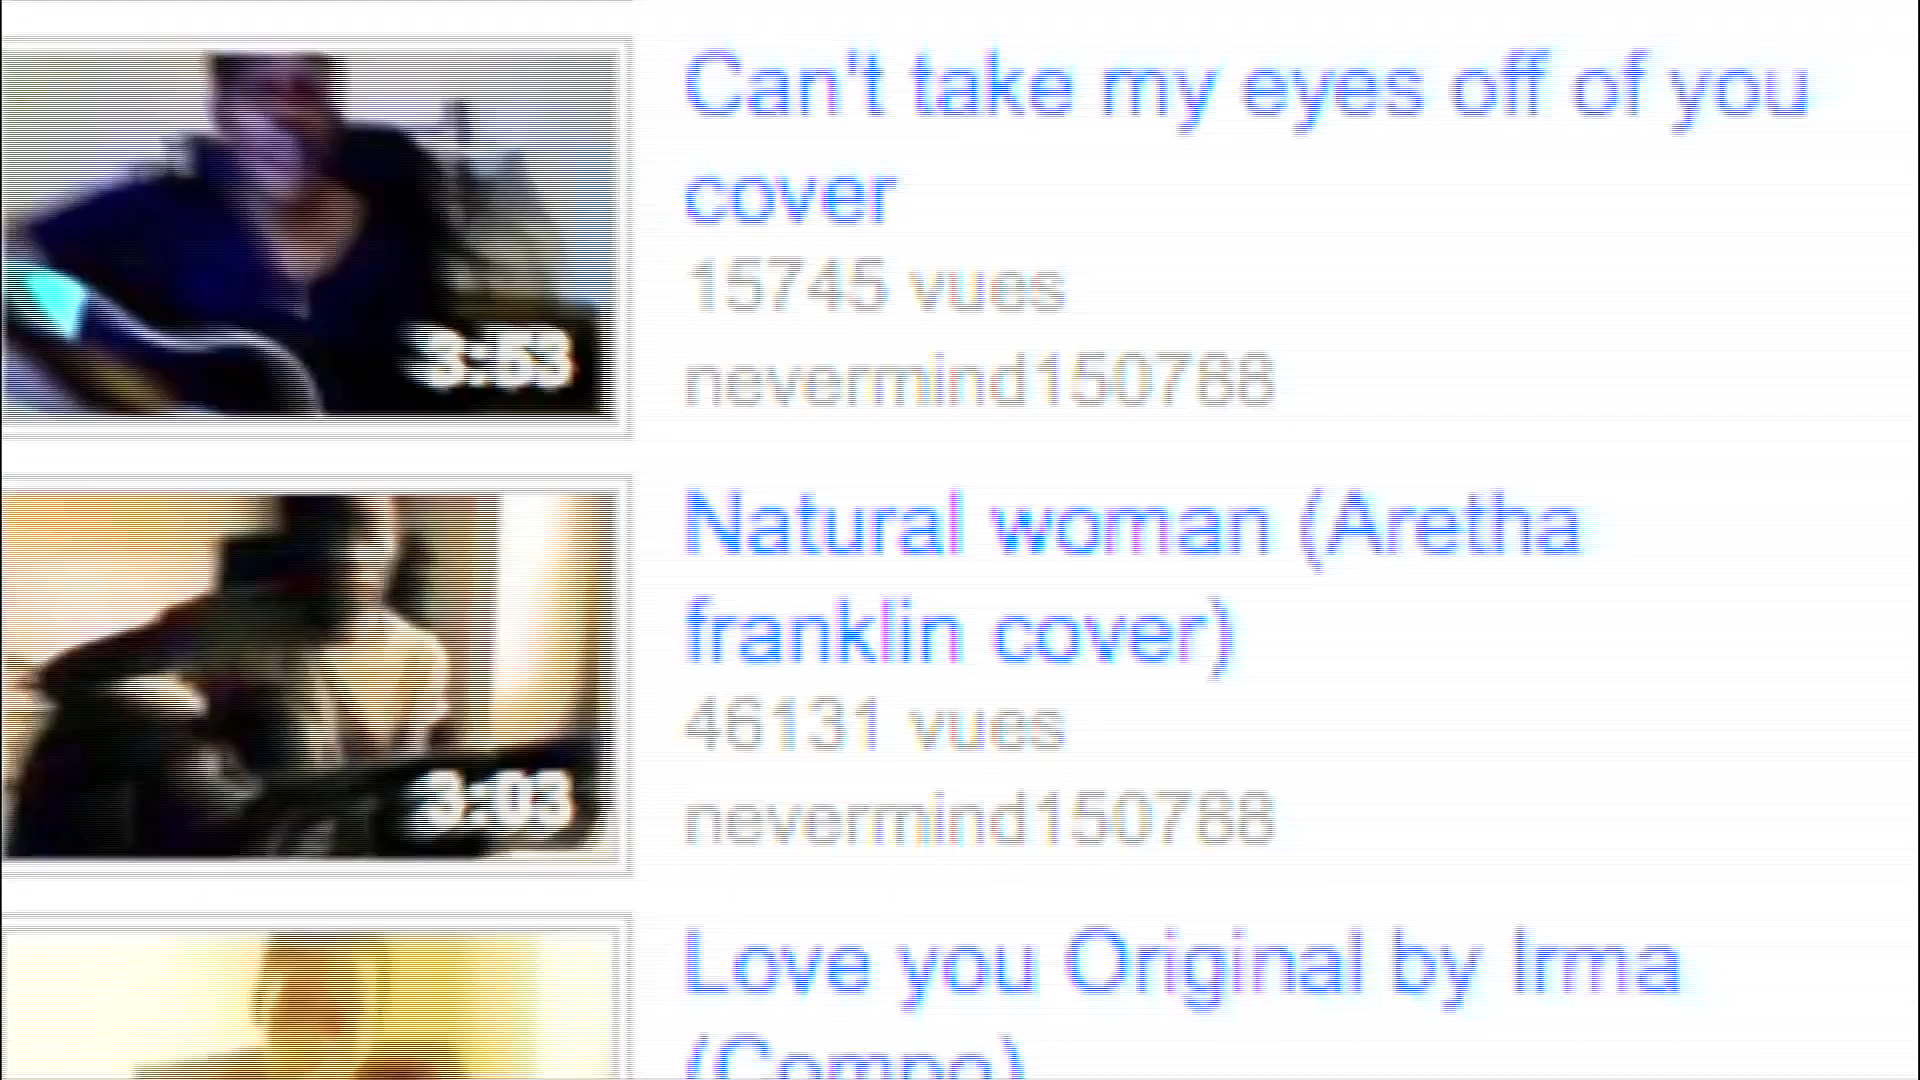 Can't take my eyes off of you
cover
15745 vues
nevermind150788
3:53
Natural woman (Aretha
franklin cover)
46131 vues
nevermind150788
3:03
Love you Original by Irma
(Compo)